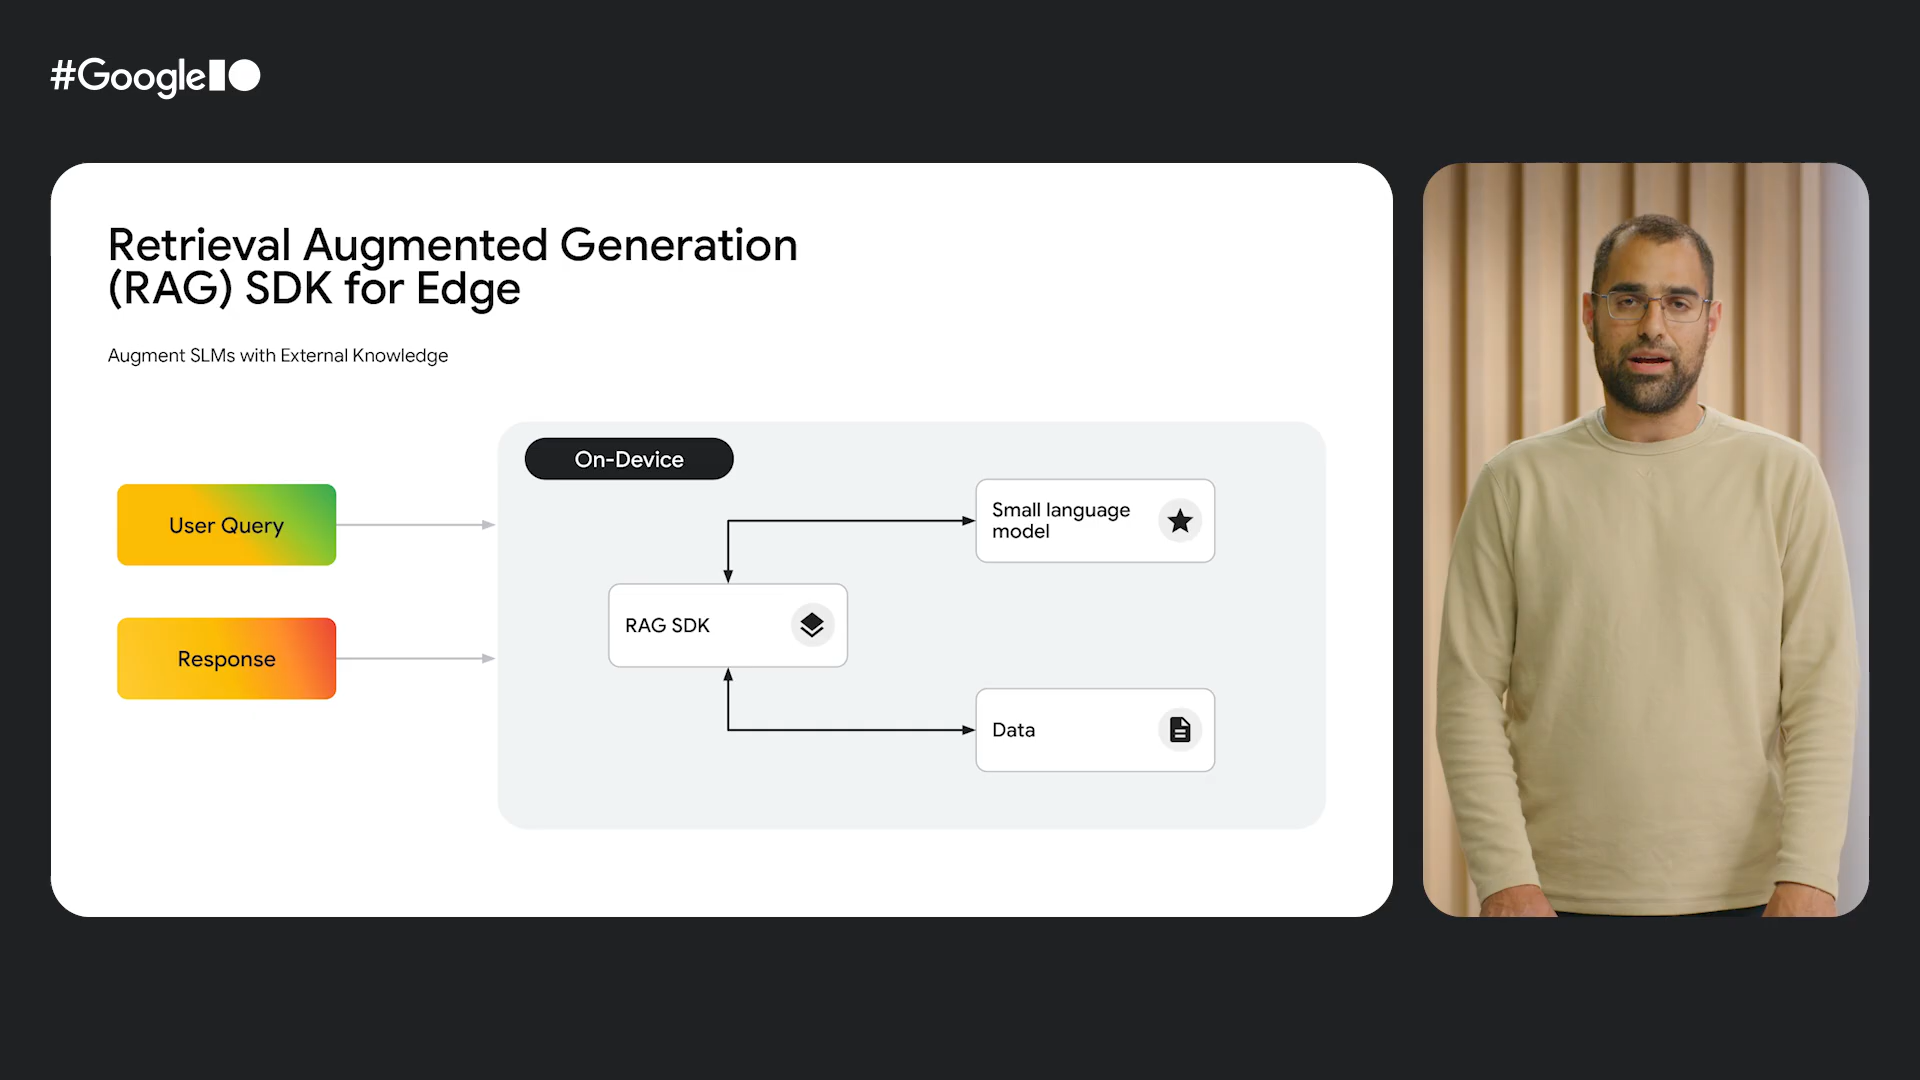 #GoogleIO
Retrieval Augmented Generation
(RAG) SDK for Edge
Augment SLMs with External Knowledge
On-Device
User Query
Small language
model
RAG SDK
Response
Data